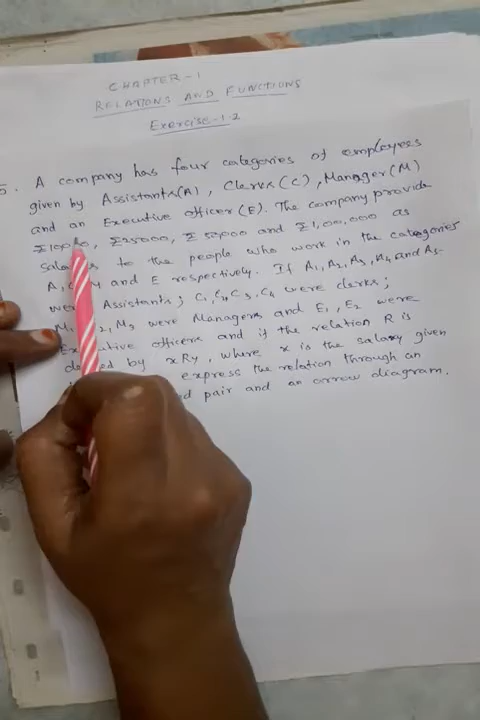 CHAPTER-1
RELATIONS AND FUNCTIONS
Exercise-1.2
5. A company has four categories of employees
given by Assistants(A), Clerks(C), Manager(M)
and an Executive officer(E). The company provide
₹25000, ₹50000 and ₹1,00,000 as
to the people who work in the categories
A, and E respectively. If A1, A2, A3, A4 and A5
Assistants; C1, C2, C3, C4 were clerks;
M3 were Managers and E1, E2 were
officers and if the relation R is
by xRy, where x is the salary given
express the relation through an
pair and an arrow diagram.